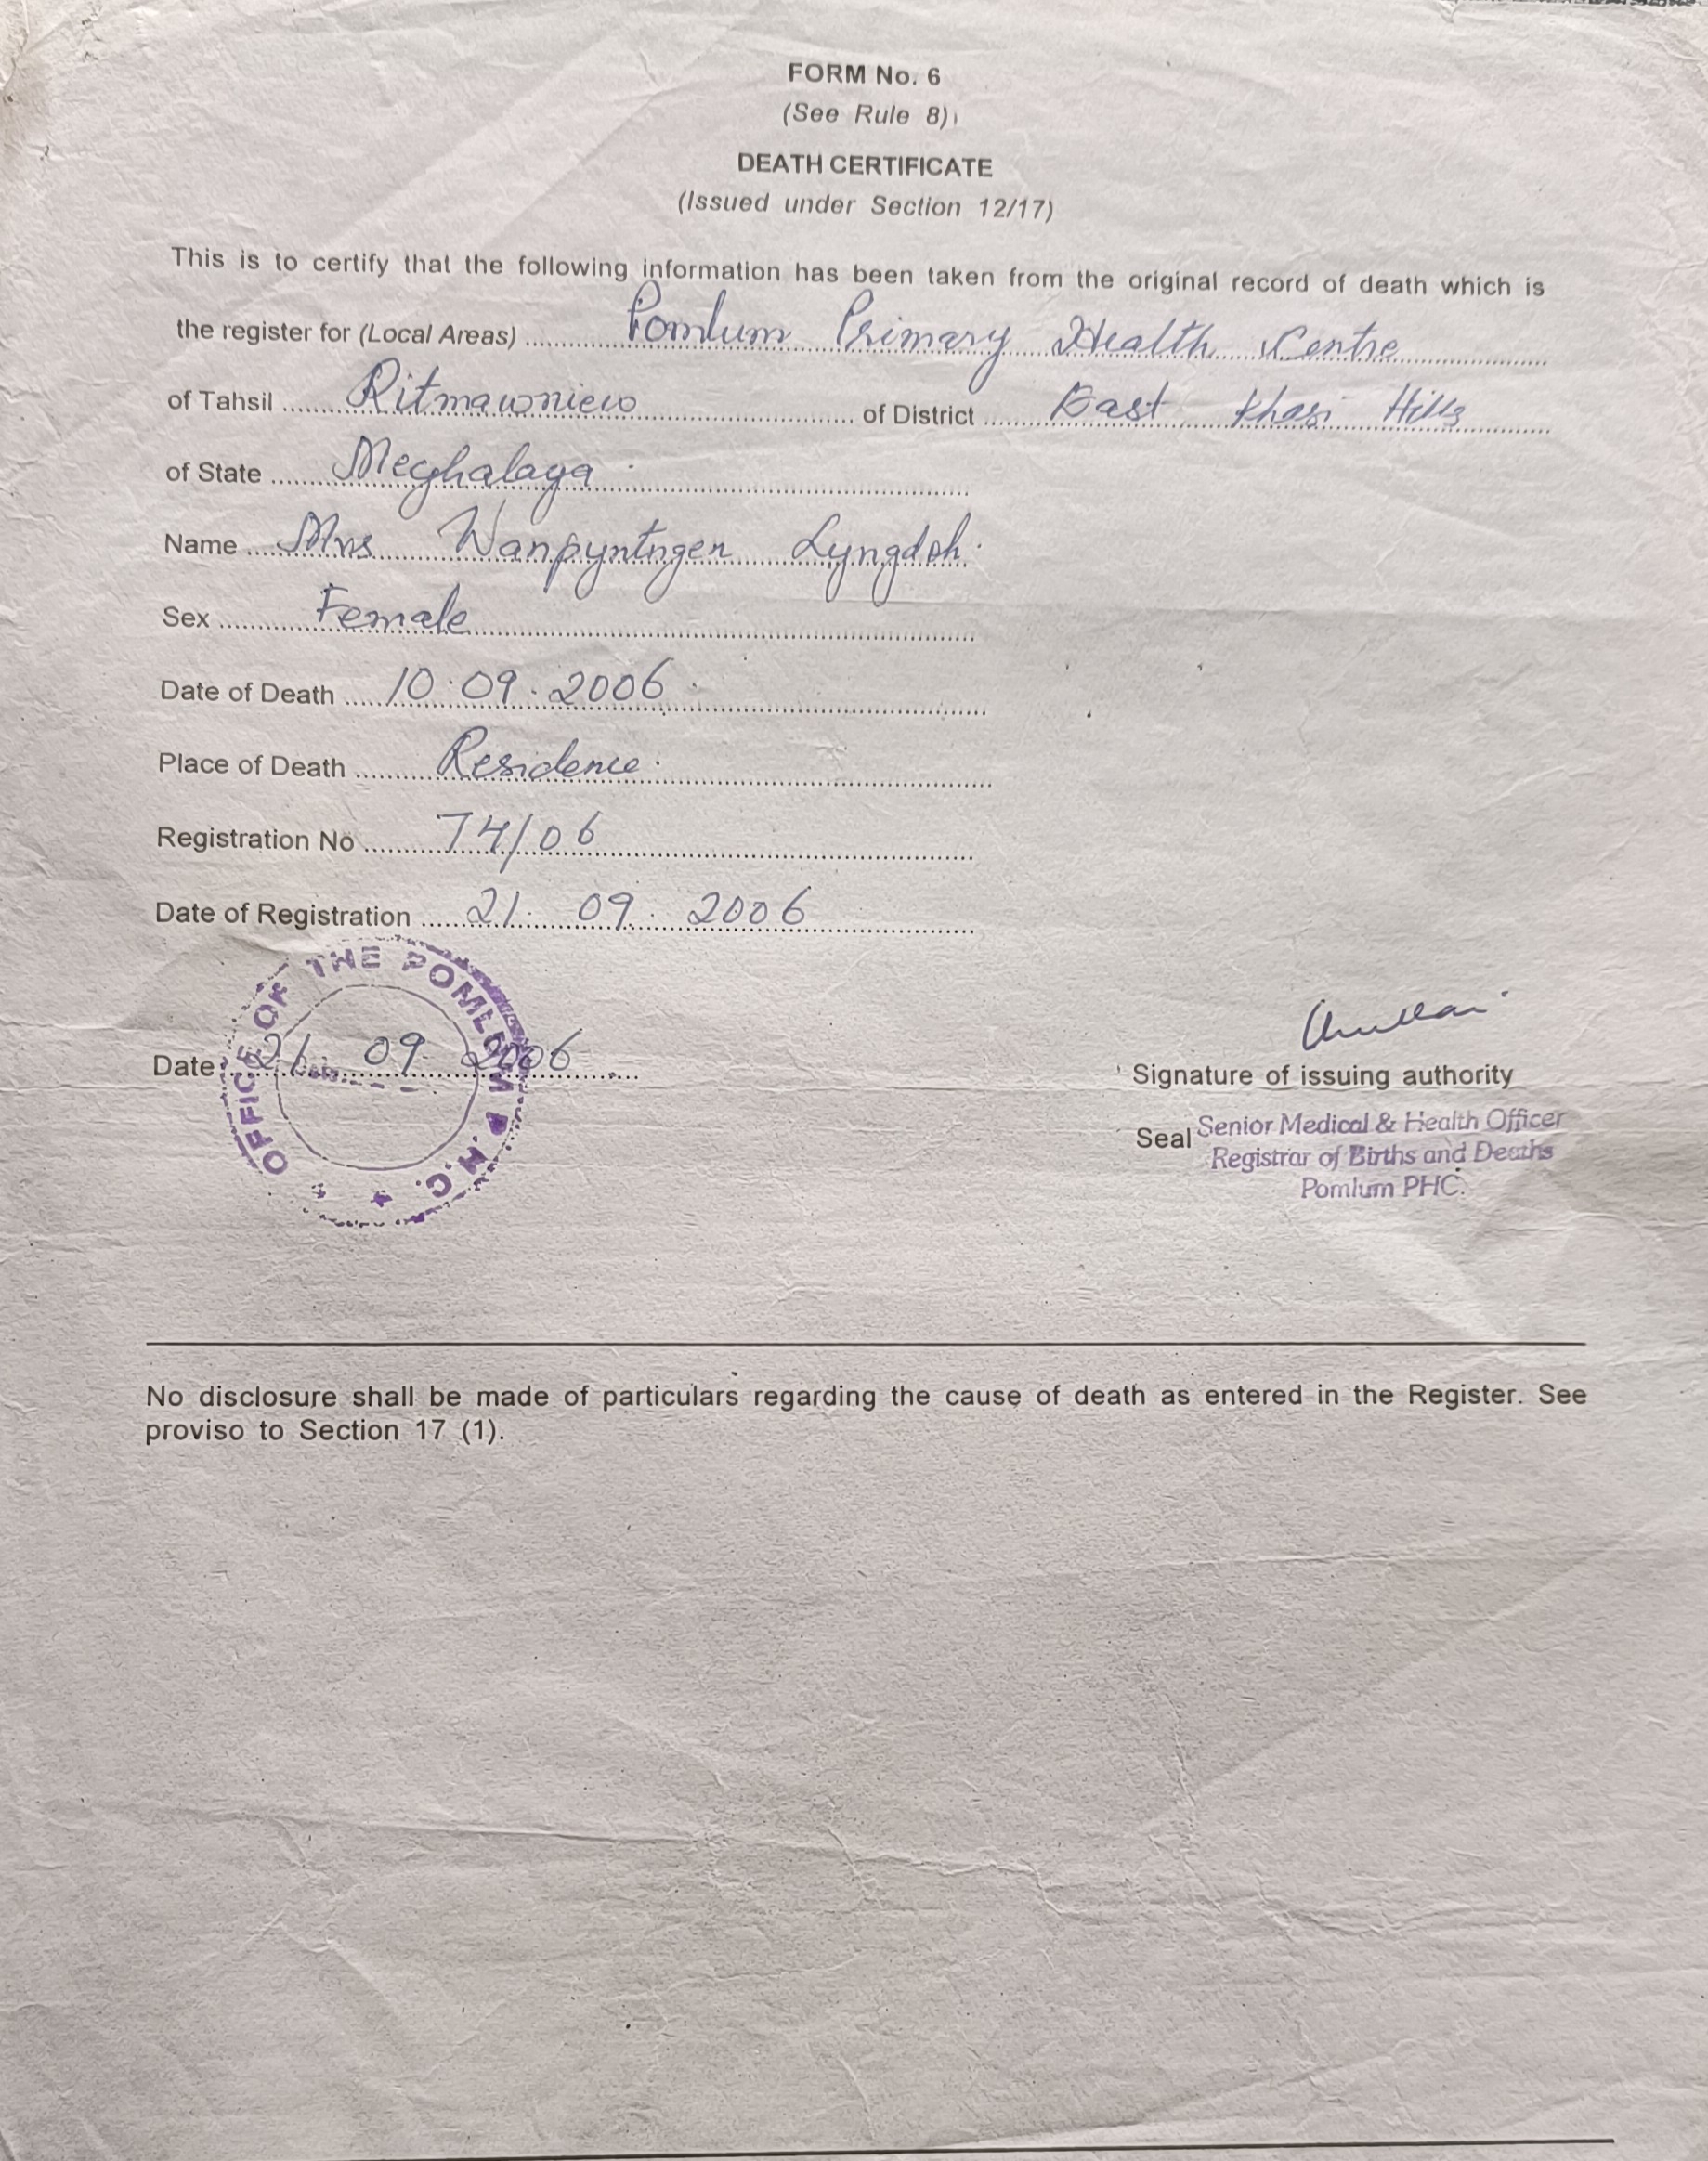 FORM No. 6
(See Rule 8)
DEATH CERTIFICATE
(Issued under Section 12/17)
This is to certify that the following information has been taken from the original record of death which is
the register for (Local Areas) Pomlum Primary Health Centre
of Tahsil Ritmawniew of District East Khasi Hills
of State Meghalaya
Name Mrs Wanpyntngen Lyngdoh.
Sex Female
Date of Death 10.09.2006.
Place of Death Residence.
Registration No 74/06
Date of Registration 21. 09. 2006
OFFICE OF THE POMLUM P.H.C.
Date 21 09 2006
Signature of issuing authority
Seal Senior Medical & Health Officer
Registrar of Births and Deaths
Pomlum PHC.
No disclosure shall be made of particulars regarding the cause of death as entered in the Register. See
proviso to Section 17 (1).